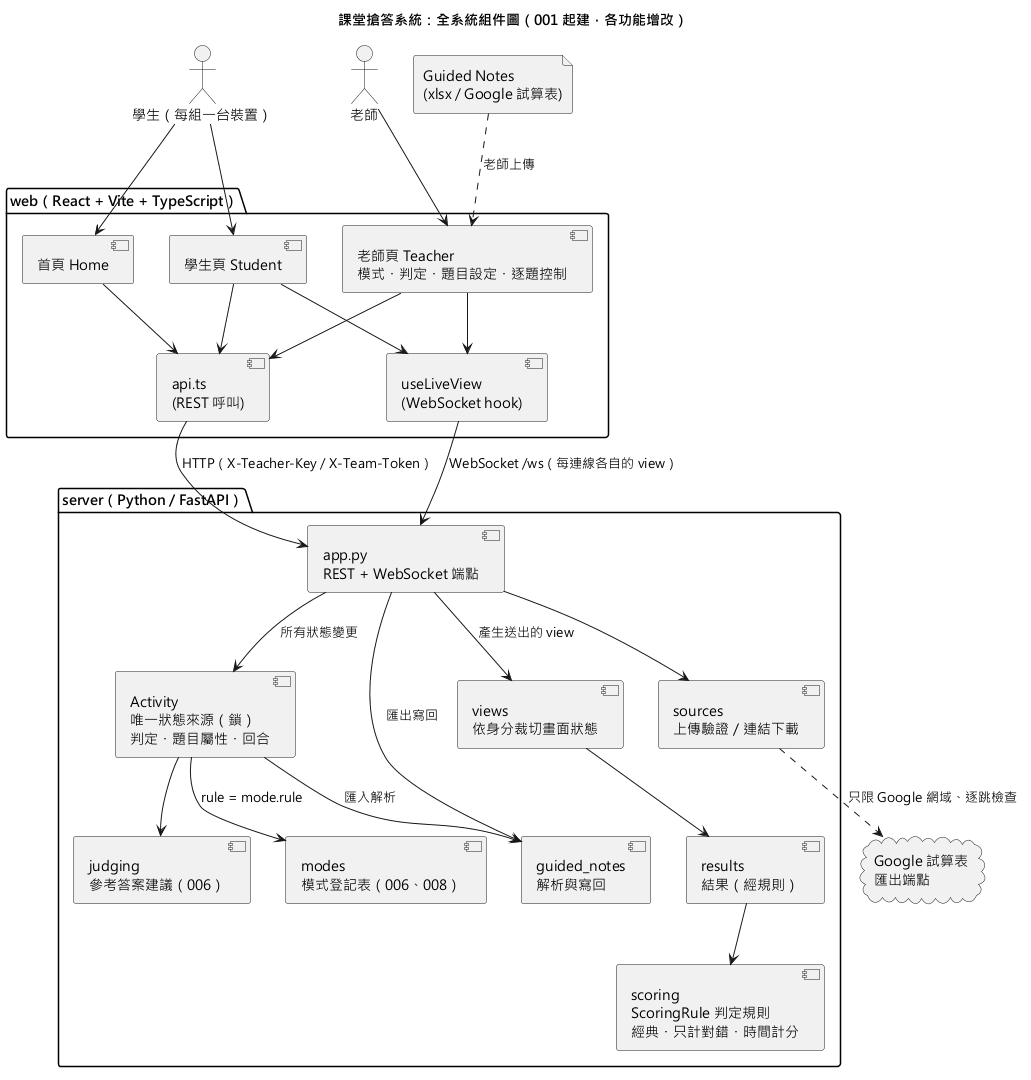 課堂搶答系統：全系統組件圖（001 起建．各功能增改）
學生（每組一台裝置）
老師
Guided Notes
(xlsx / Google 試算表)
老師上傳
web（React + Vite + TypeScript）
首頁 Home
學生頁 Student
老師頁 Teacher
模式．判定．題目設定．逐題控制
api.ts
(REST 呼叫)
useLiveView
(WebSocket hook)
HTTP（X-Teacher-Key / X-Team-Token）
WebSocket /ws（每連線各自的 view）
server（Python / FastAPI）
app.py
REST + WebSocket 端點
所有狀態變更
產生送出的 view
匯出寫回
Activity
唯一狀態來源（鎖）
判定．題目屬性．回合
views
依身分裁切畫面狀態
sources
上傳驗證 / 連結下載
rule = mode.rule
匯入解析
只限 Google 網域、逐跳檢查
judging
參考答案建議（006）
modes
模式登記表（006、008）
guided_notes
解析與寫回
results
結果（經規則）
Google 試算表
匯出端點
scoring
ScoringRule 判定規則
經典．只計對錯．時間計分